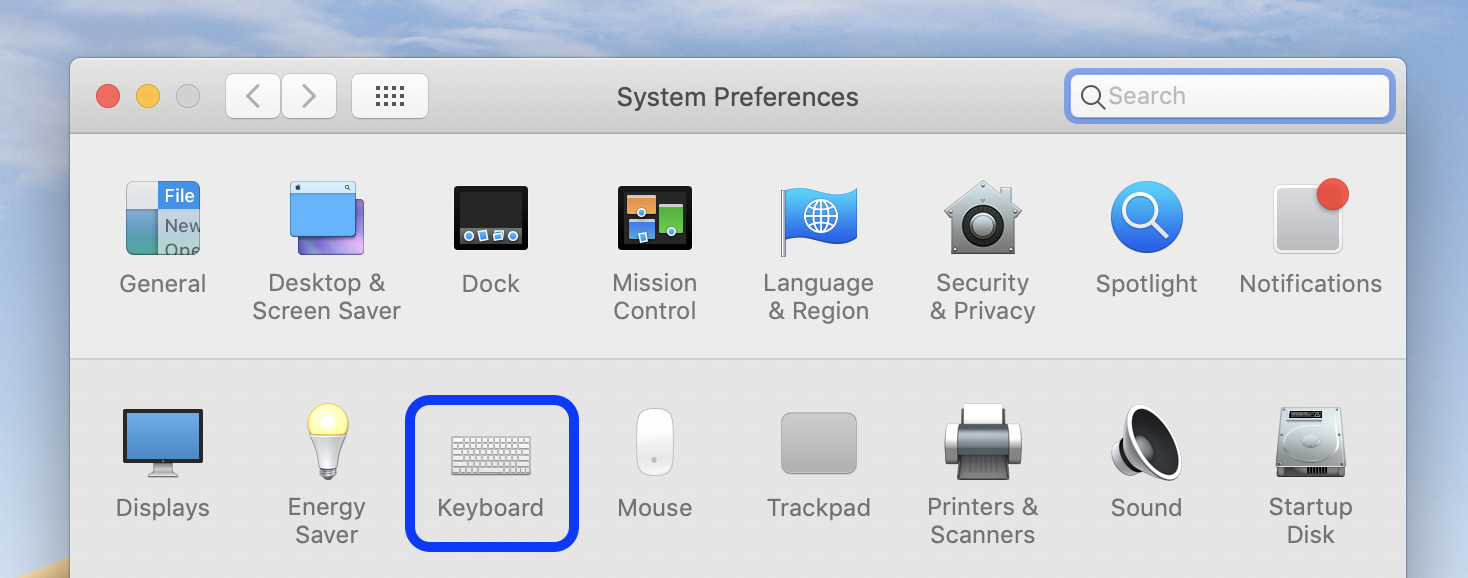 System Preferences
Search
File
New
Ope
General
Desktop &
Screen Saver
Dock
Mission
Control
Language
& Region
Security
& Privacy
Spotlight
Notifications
Displays
Energy
Saver
Keyboard
Mouse
Trackpad
Printers &
Scanners
Sound
Startup
Disk